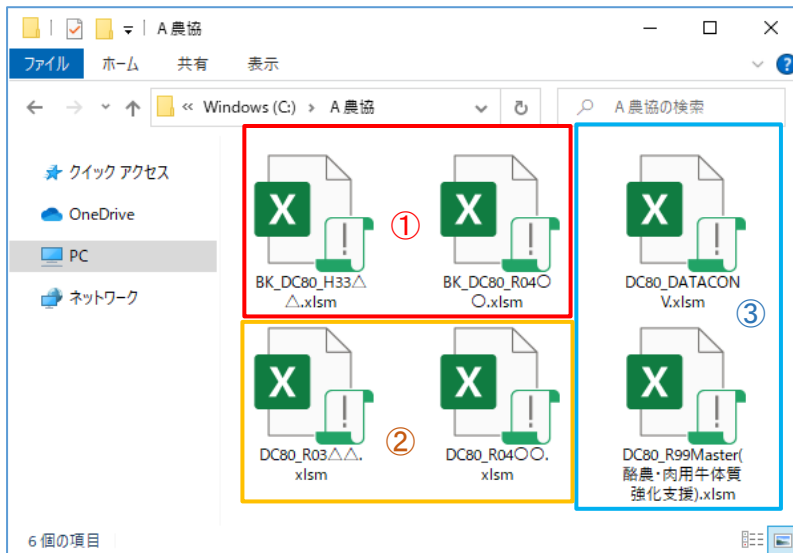 A農協
ファイル ホーム 共有 表示
« Windows (C:) › A農協
A農協の検索
クイック アクセス
OneDrive
PC
ネットワーク
①
BK_DC80_H33△
△.xlsm
BK_DC80_R04〇
〇.xlsm
②
DC80_R03△△.
xlsm
DC80_R04〇〇.
xlsm
③
DC80_DATACON
V.xlsm
DC80_R99Master(
酪農・肉用牛体質
強化支援).xlsm
6 個の項目